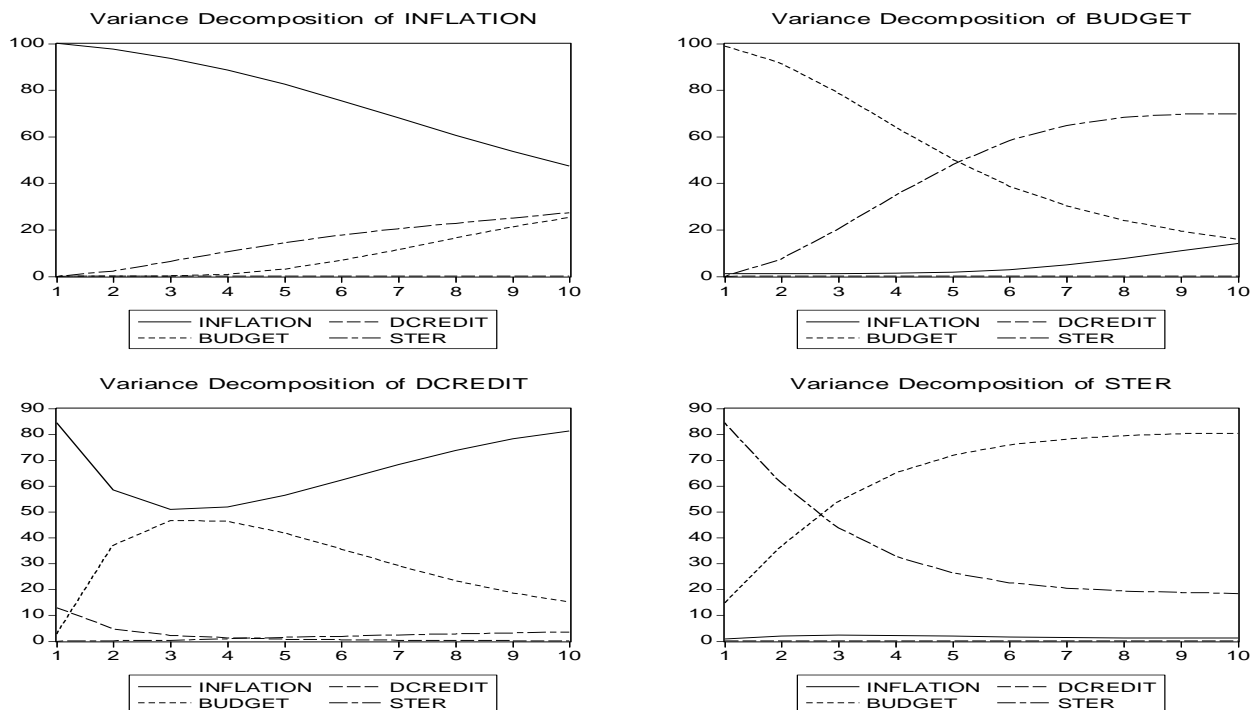 Variance Decomposition of INFLATION
100
80
60
40
20
0
1 2 3 4 5 6 7 8 9 10
INFLATION DCREDIT
BUDGET STER
Variance Decomposition of BUDGET
100
80
60
40
20
0
1 2 3 4 5 6 7 8 9 10
INFLATION DCREDIT
BUDGET STER
Variance Decomposition of DCREDIT
90
80
70
60
50
40
30
20
10
0
1 2 3 4 5 6 7 8 9 10
INFLATION DCREDIT
BUDGET STER
Variance Decomposition of STER
90
80
70
60
50
40
30
20
10
0
1 2 3 4 5 6 7 8 9 10
INFLATION DCREDIT
BUDGET STER